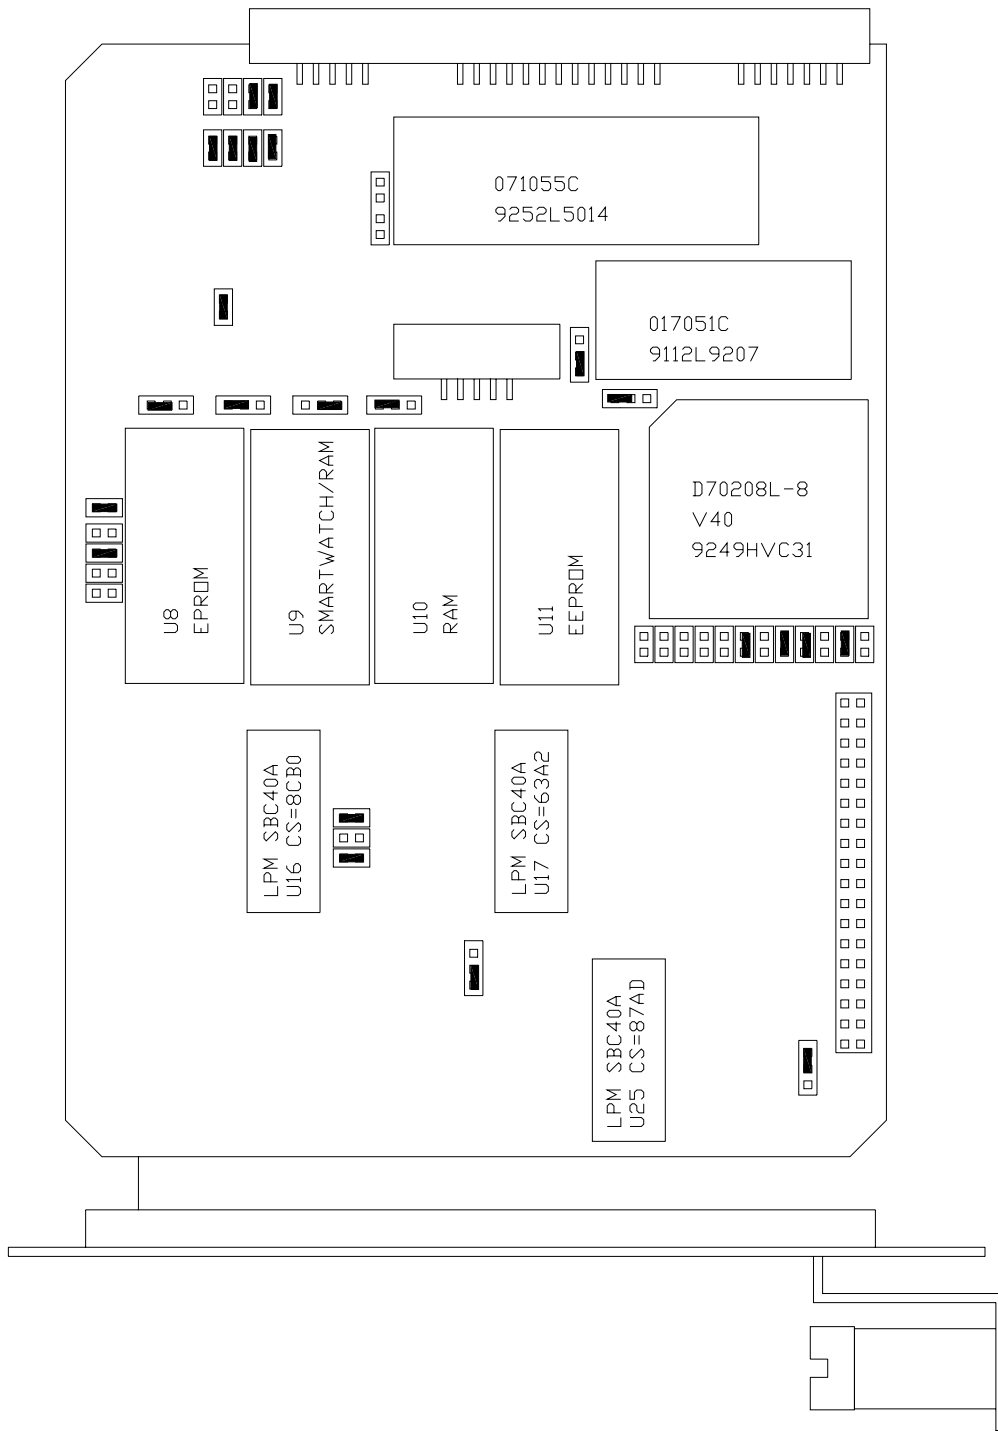 071055C
9252L5014
017051C
9112L9207
D70208L-8
V40
9249HVC31
U8
EPROM
U9
SMARTWATCH/RAM
U10
RAM
U11
EEPROM
LPM SBC40A
U16 CS=8CB0
LPM SBC40A
U17 CS=63A2
LPM SBC40A
U25 CS=87AD